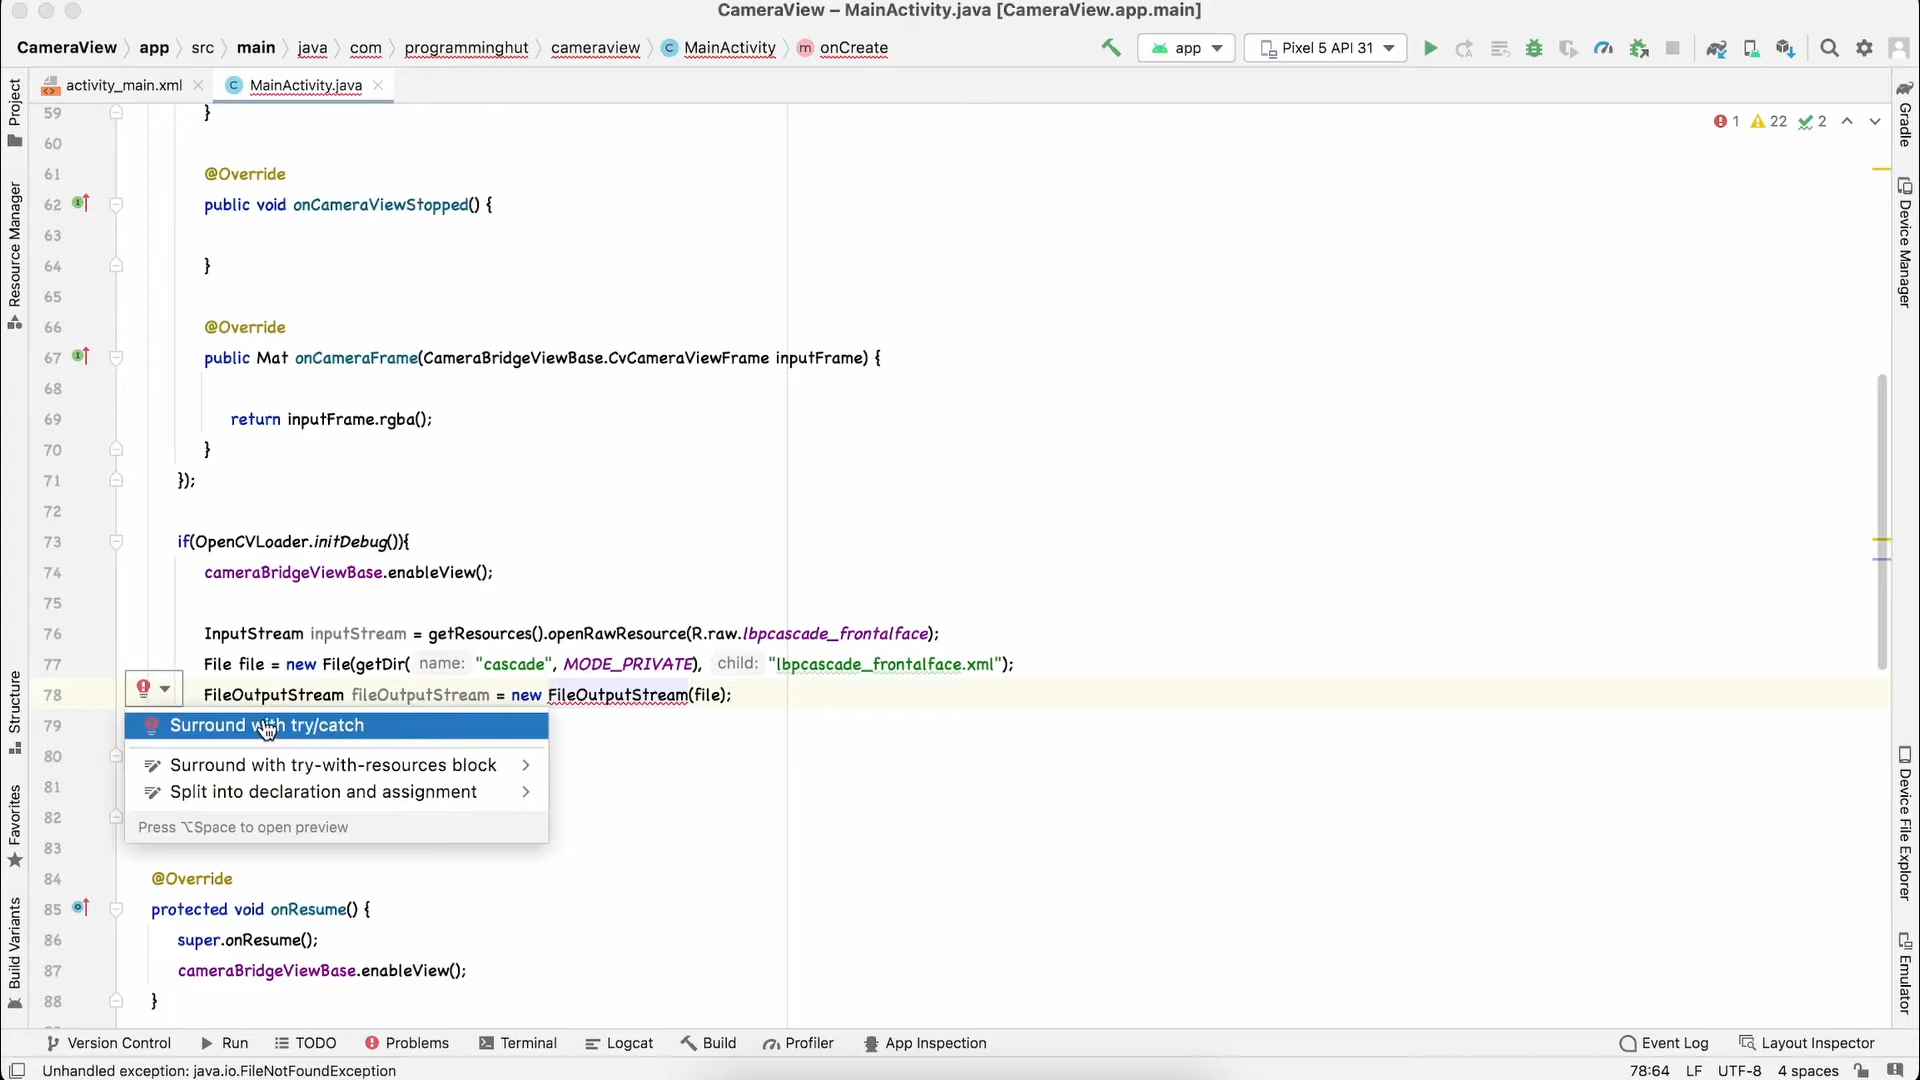 CameraView – MainActivity.java [CameraView.app.main]
CameraView app src main java com programminghut cameraview C MainActivity m onCreate app Pixel 5 API 31
activity_main.xml C MainActivity.java
1 22 2
59 }
60
61 @Override
62 public void onCameraViewStopped() {
63
64 }
65
66 @Override
67 public Mat onCameraFrame(CameraBridgeViewBase.CvCameraViewFrame inputFrame) {
68
69 return inputFrame.rgba();
70 }
71 });
72
73 if(OpenCVLoader.initDebug()){
74 cameraBridgeViewBase.enableView();
75
76 InputStream inputStream = getResources().openRawResource(R.raw.lbpcascade_frontalface);
77 File file = new File(getDir( name: "cascade", MODE_PRIVATE), child: "lbpcascade_frontalface.xml");
78 FileOutputStream fileOutputStream = new FileOutputStream(file);
79 Surround with try/catch
80 Surround with try-with-resources block
81 Split into declaration and assignment
82 Press ⌥Space to open preview
83
84 @Override
85 protected void onResume() {
86 super.onResume();
87 cameraBridgeViewBase.enableView();
88 }
Project
Resource Manager
Structure
Favorites
Build Variants
Gradle
Device Manager
Device File Explorer
Emulator
Version Control Run TODO Problems Terminal Logcat Build Profiler App Inspection Event Log Layout Inspector
Unhandled exception: java.io.FileNotFoundException 78:64 LF UTF-8 4 spaces